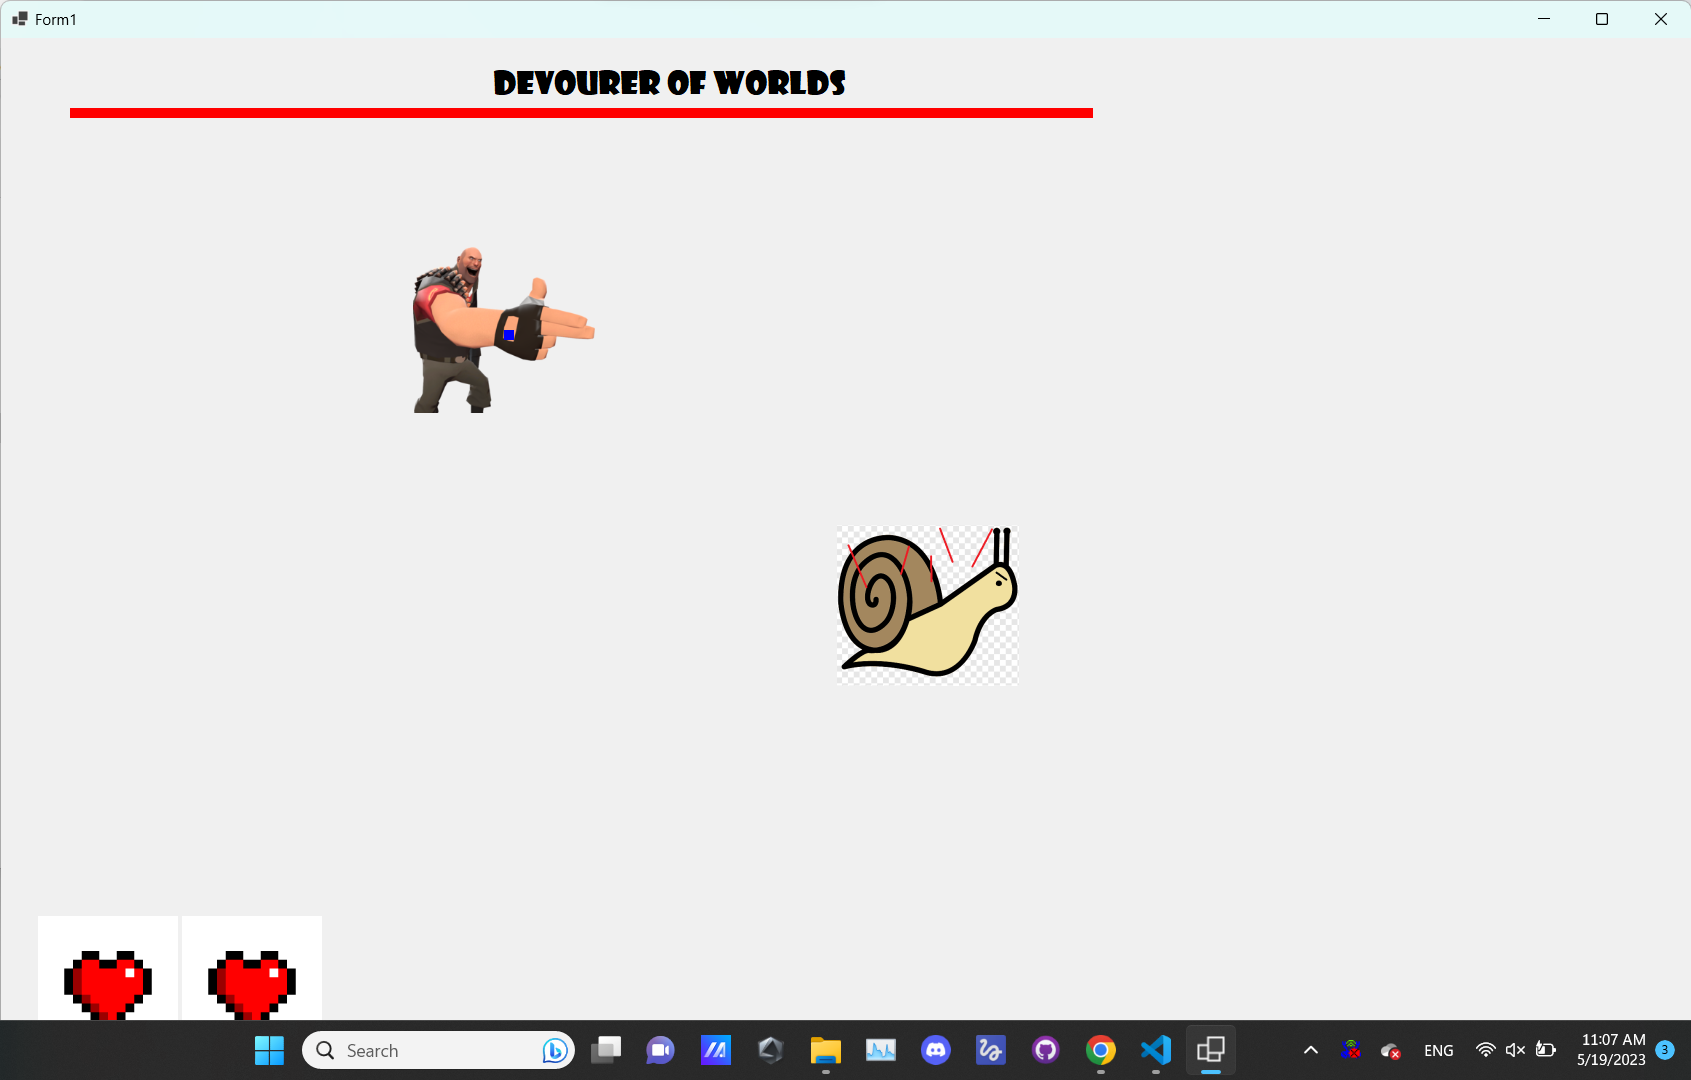 Form1
DEVOURER OF WORLDS
Search
ENG
11:07 AM
5/19/2023
3